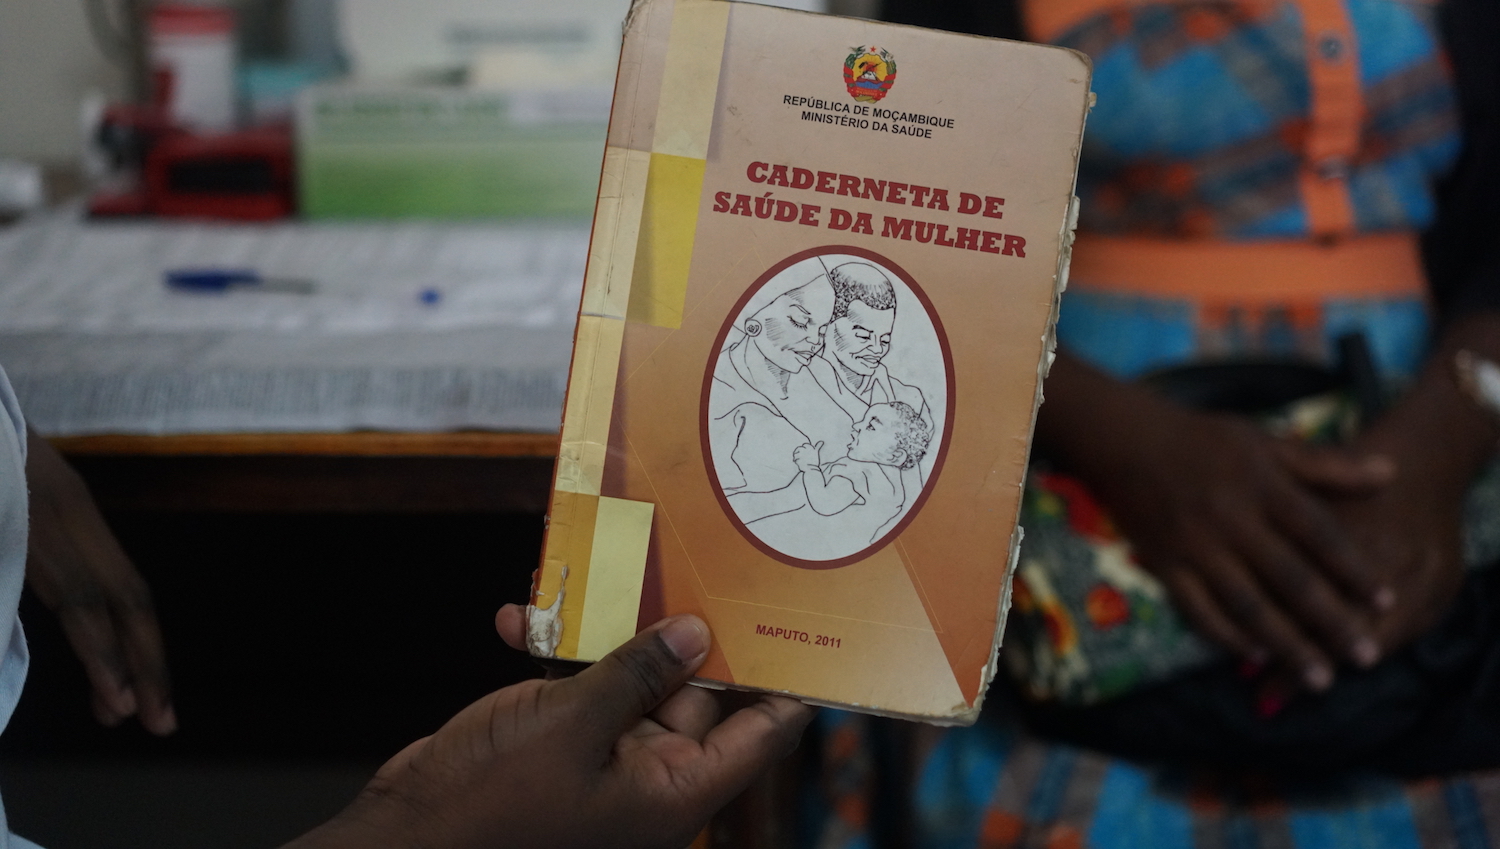 REPÚBLICA DE MOÇAMBIQUE
MINISTÉRIO DA SAÚDE
CADERNETA DE
SAÚDE DA MULHER
MAPUTO, 2011